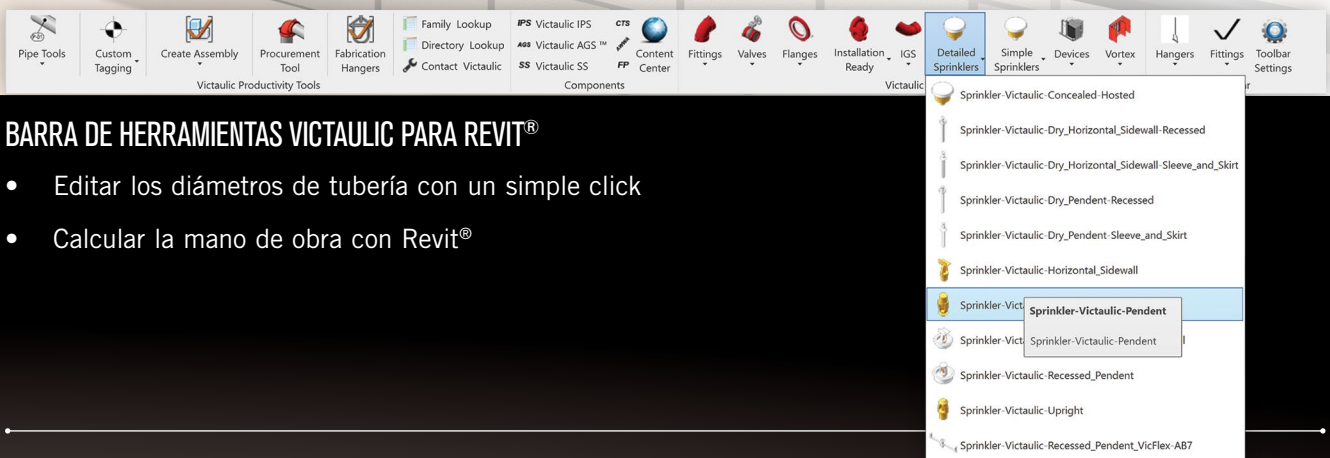 Pipe Tools
Custom Tagging
Create Assembly
Procurement Tool
Fabrication Hangers
Family Lookup
Directory Lookup
Contact Victaulic
Victaulic Productivity Tools
IPS Victaulic IPS
AGS Victaulic AGS ™
SS Victaulic SS
CTS
FP
Content Center
Components
Fittings
Valves
Flanges
Installation Ready
IGS
Detailed Sprinklers
Simple Sprinklers
Devices
Vortex
Victaulic
Hangers
Fittings
Toolbar Settings
Sprinkler-Victaulic-Concealed-Hosted
Sprinkler-Victaulic-Dry_Horizontal_Sidewall-Recessed
Sprinkler-Victaulic-Dry_Horizontal_Sidewall-Sleeve_and_Skirt
Sprinkler-Victaulic-Dry_Pendent-Recessed
Sprinkler-Victaulic-Dry_Pendent-Sleeve_and_Skirt
Sprinkler-Victaulic-Horizontal_Sidewall
Sprinkler-Victaulic-Pendent
Sprinkler-Victaulic-Pendent
Sprinkler-Victaulic-Recessed_Pendent
Sprinkler-Victaulic-Upright
Sprinkler-Victaulic-Recessed_Pendent_VicFlex-AB7
BARRA DE HERRAMIENTAS VICTAULIC PARA REVIT®
• Editar los diámetros de tubería con un simple click
• Calcular la mano de obra con Revit®